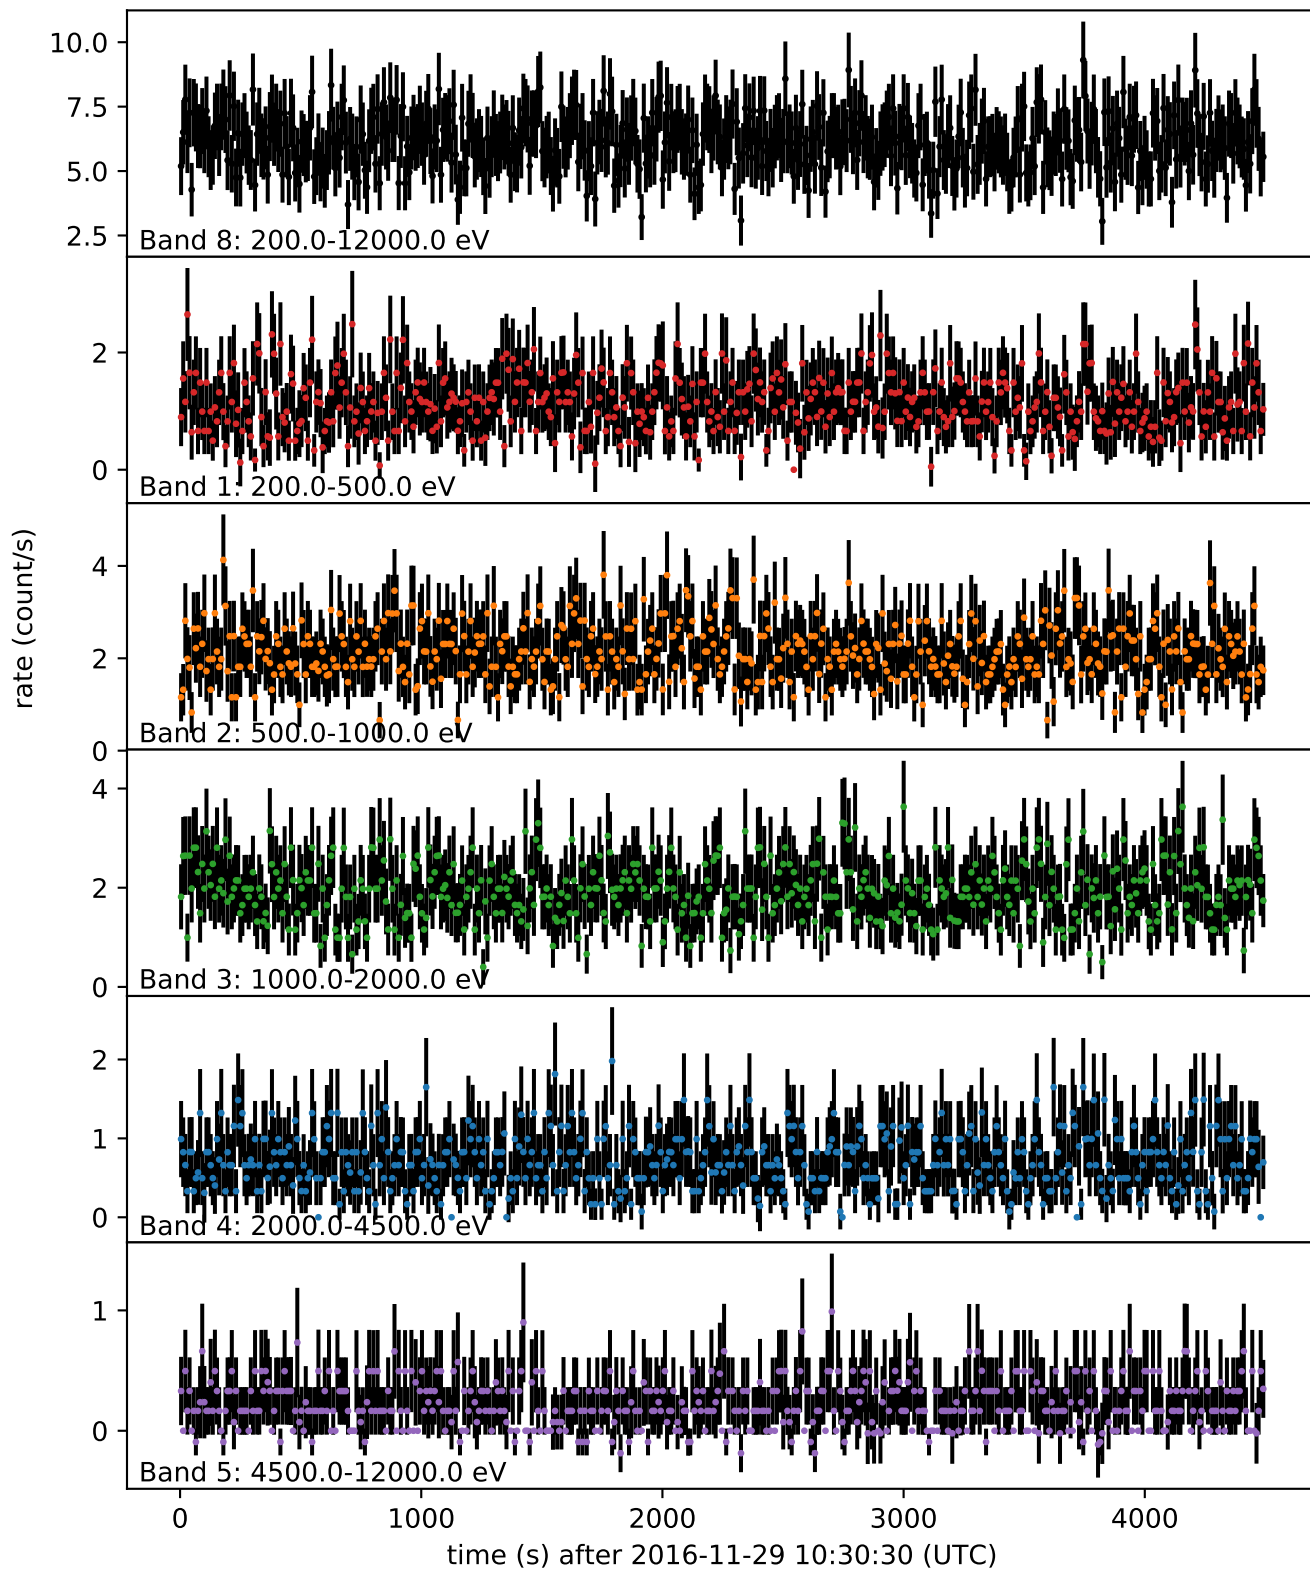 10.0
7.5
5.0
2.5
Band 8: 200.0-12000.0 eV
2
0
Band 1: 200.0-500.0 eV
rate (count/s)
4
2
0
Band 2: 500.0-1000.0 eV
4
2
0
Band 3: 1000.0-2000.0 eV
2
1
0
Band 4: 2000.0-4500.0 eV
1
0
Band 5: 4500.0-12000.0 eV
0 1000 2000 3000 4000
time (s) after 2016-11-29 10:30:30 (UTC)